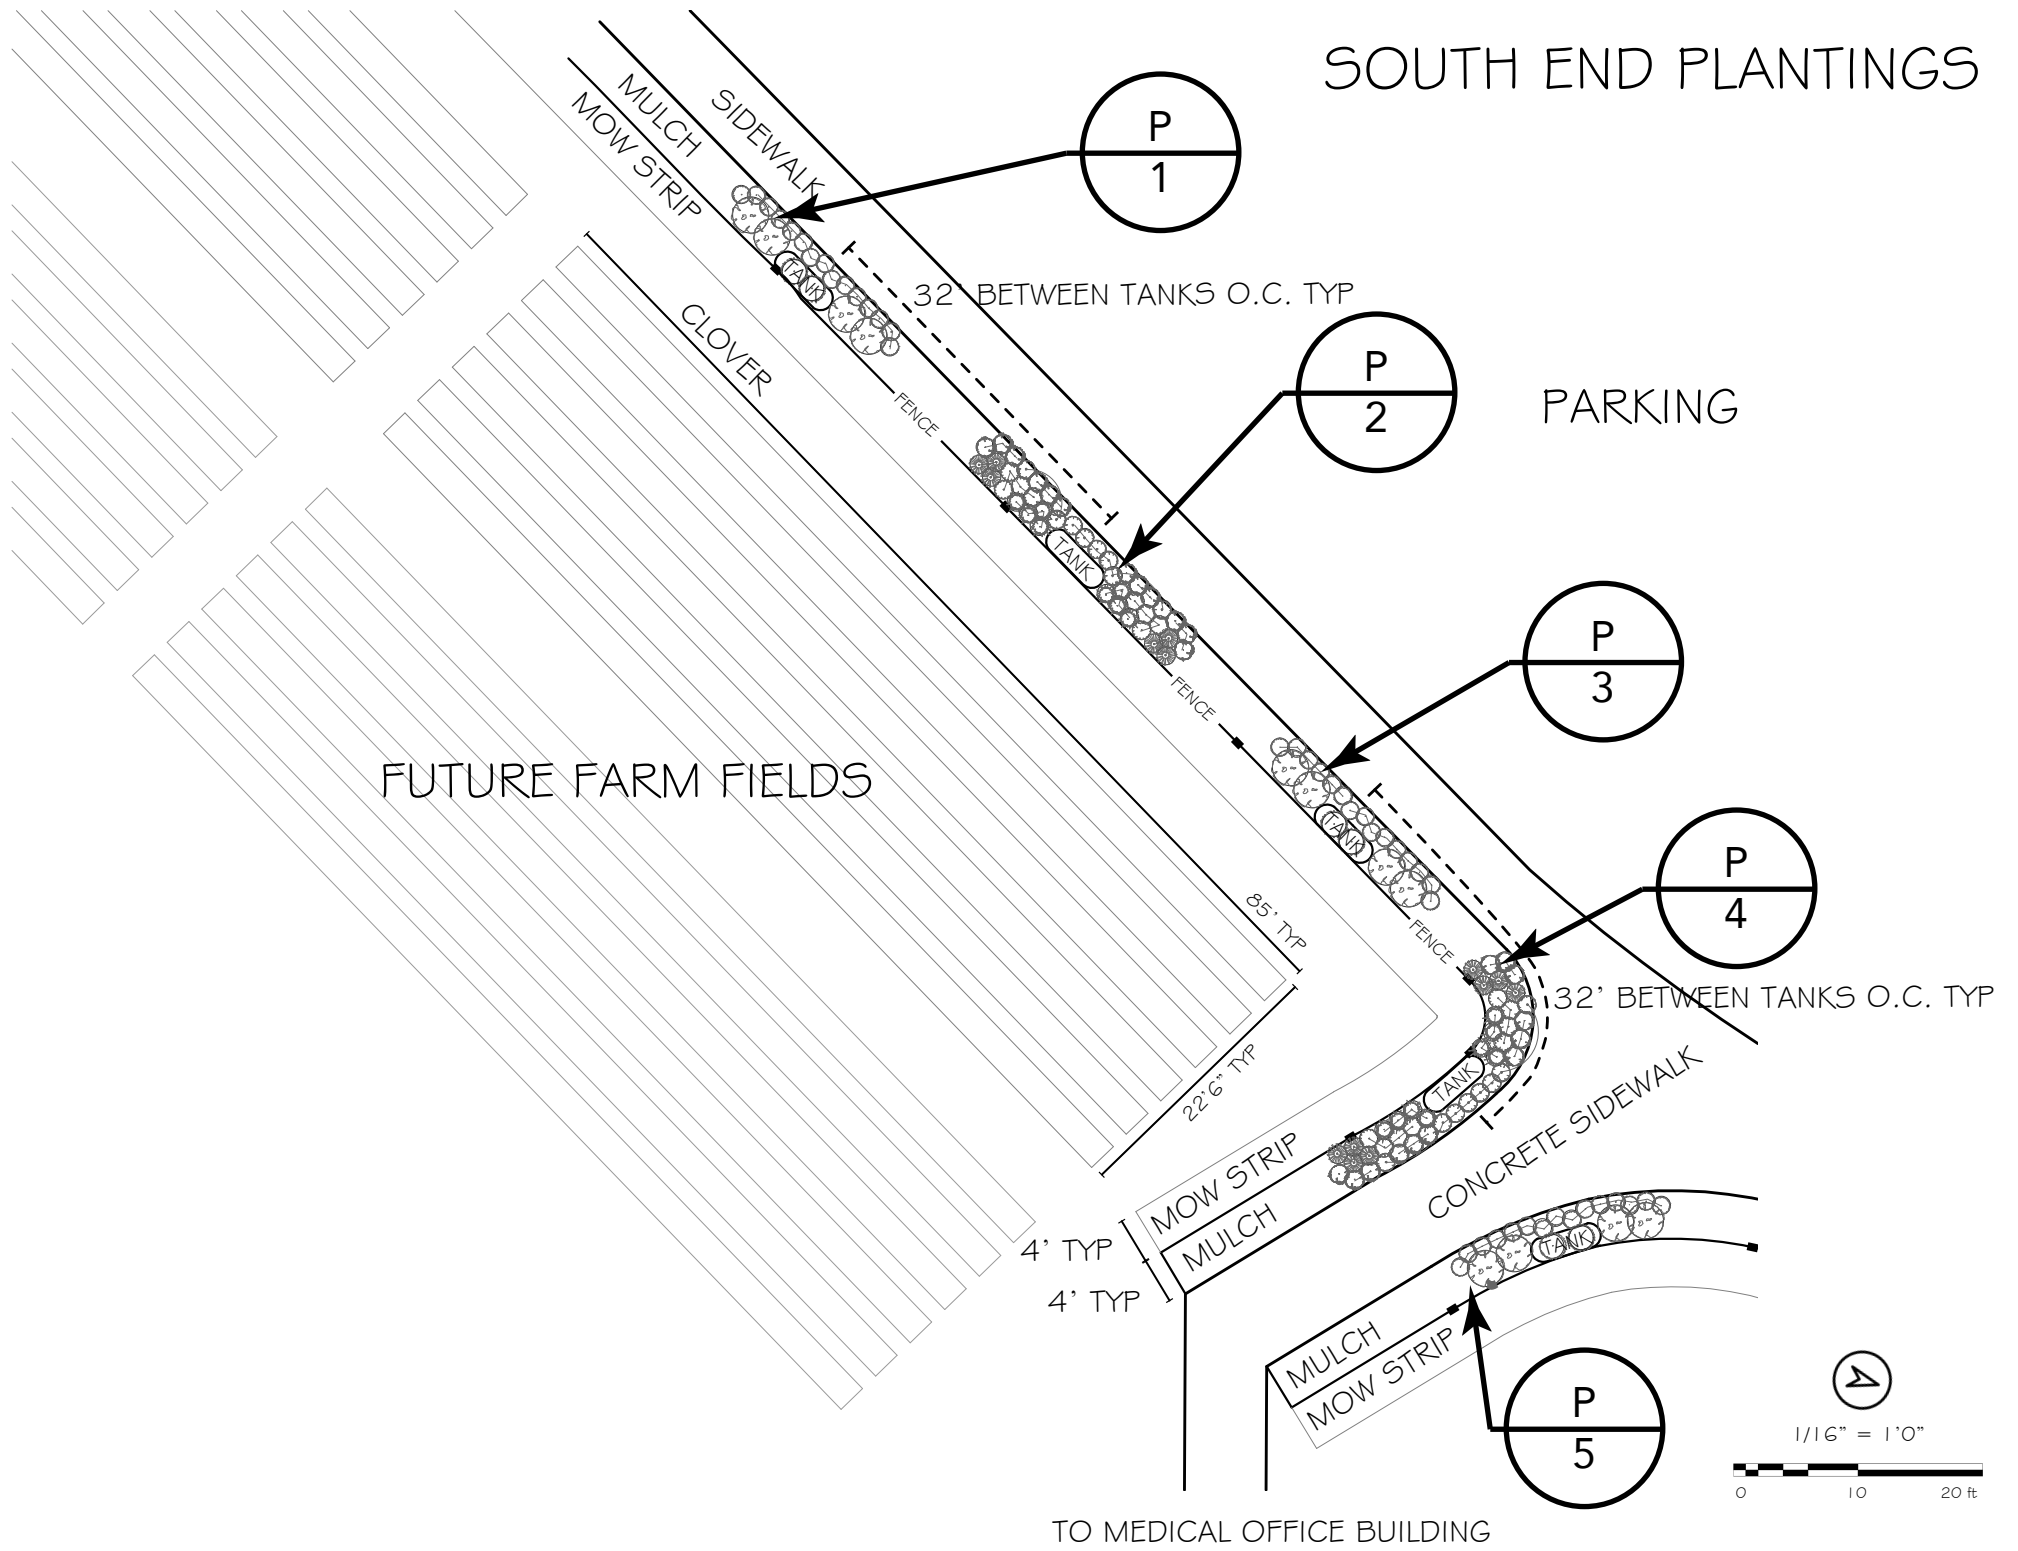 SOUTH END PLANTINGS
P
1
SIDEWALK
MULCH
MOW STRIP
TANK
32' BETWEEN TANKS O.C. TYP
CLOVER
P
2
PARKING
FENCE
TANK
P
3
FENCE
FUTURE FARM FIELDS
TANK
P
4
85' TYP
FENCE
32' BETWEEN TANKS O.C. TYP
22'6" TYP
TANK
CONCRETE SIDEWALK
MOW STRIP
MULCH
4' TYP
4' TYP
TANK
MULCH
MOW STRIP
P
5
1/16" = 1'0"
0 10 20 ft
TO MEDICAL OFFICE BUILDING